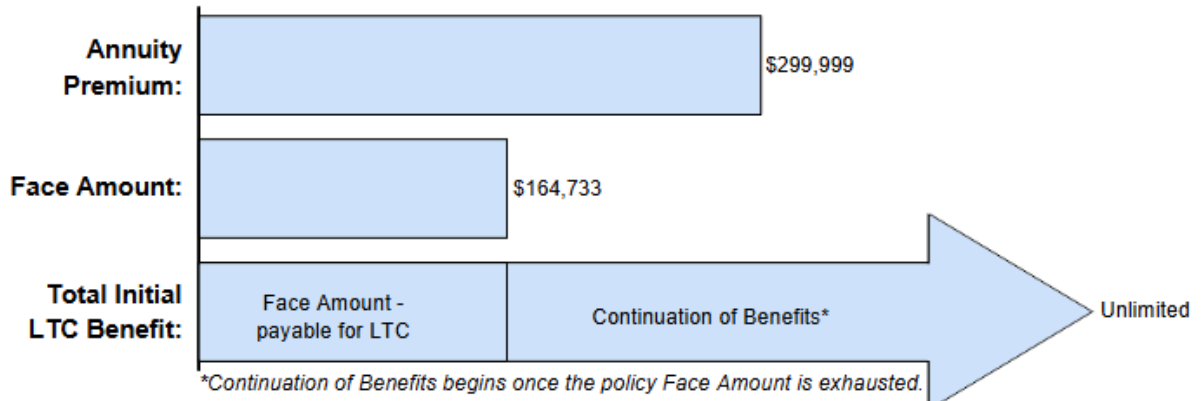 Annuity
Premium:
$299,999
Face Amount:
$164,733
Total Initial
LTC Benefit:
Face Amount -
payable for LTC
Continuation of Benefits*
Unlimited
*Continuation of Benefits begins once the policy Face Amount is exhausted.